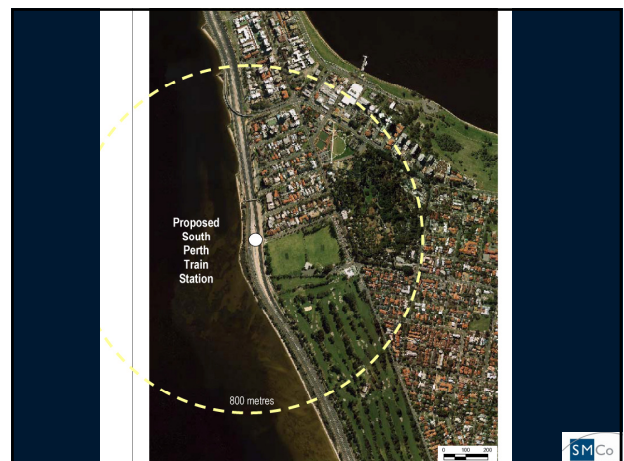 Proposed
South
Perth
Train
Station
800 metres
0 100 200
SMCo